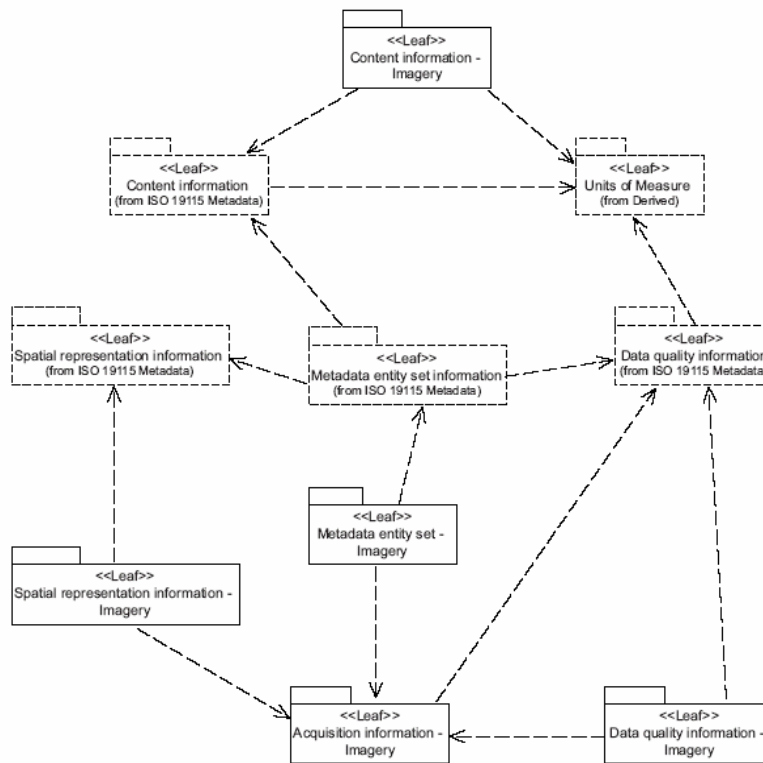 <<Leaf>>
Content information -
Imagery
<<Leaf>>
Content information
(from ISO 19115 Metadata)
<<Leaf>>
Units of Measure
(from Derived)
<<Leaf>>
Spatial representation information
(from ISO 19115 Metadata)
<<Leaf>>
Metadata entity set information
(from ISO 19115 Metadata)
<<Leaf>>
Data quality information
(from ISO 19115 Metadata
<<Leaf>>
Metadata entity set -
Imagery
<<Leaf>>
Spatial representation information -
Imagery
<<Leaf>>
Acquisition information -
Imagery
<<Leaf>>
Data quality information -
Imagery